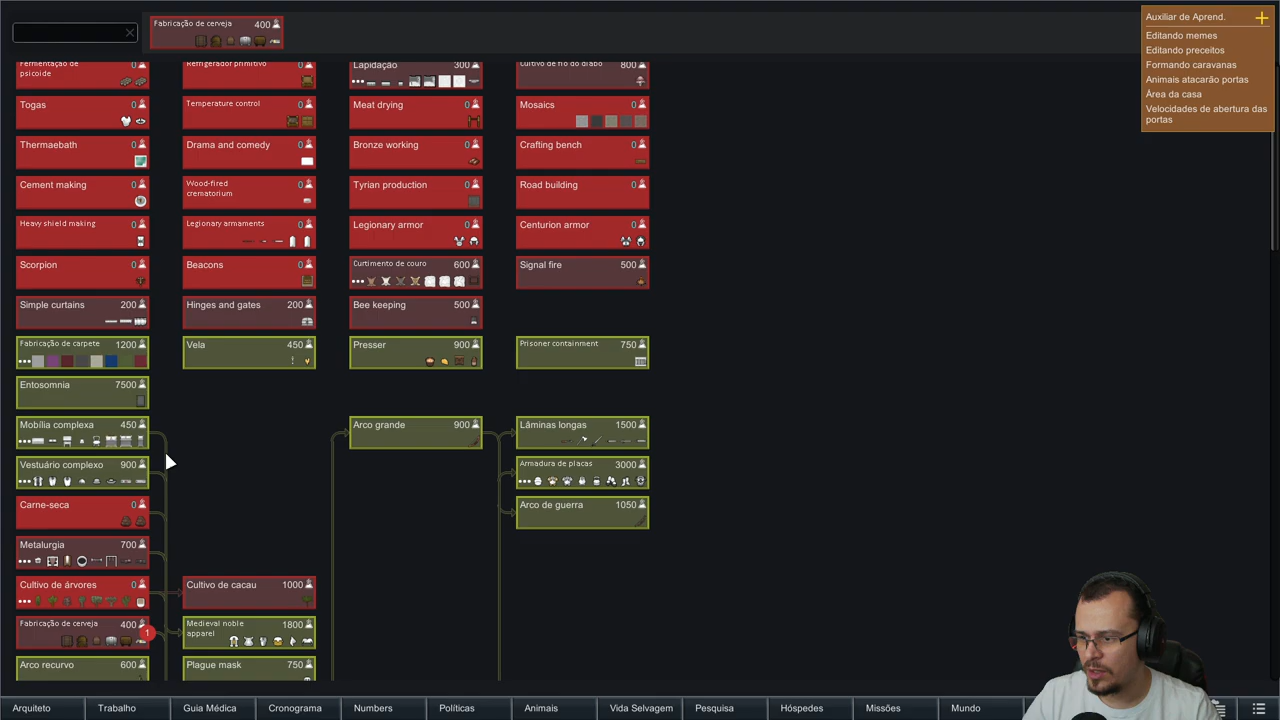 Fabricação de cerveja 400
Auxiliar de Aprend.
Editando memes
Editando preceitos
Formando caravanas
Animais atacarão portas
Área da casa
Velocidades de abertura das
portas
Fermentação de
psicoide 0
Refrigerador primitivo 0
Lapidação 300
Cultivo de fio do diabo 800
Togas 0
Temperature control 0
Meat drying 0
Mosaics 0
Thermaebath 0
Drama and comedy 0
Bronze working 0
Crafting bench 0
Cement making 0
Wood-fired
crematorium 0
Tyrian production 0
Road building 0
Heavy shield making 0
Legionary armaments 0
Legionary armor 0
Centurion armor 0
Scorpion 0
Beacons 0
Curtimento de couro 600
Signal fire 500
Simple curtains 200
Hinges and gates 200
Bee keeping 500
Fabricação de carpete 1200
Vela 450
Presser 900
Prisoner containment 750
Entosomnia 7500
Mobília complexa 450
Arco grande 900
Lâminas longas 1500
Vestuário complexo 900
Armadura de placas 3000
Carne-seca 0
Arco de guerra 1050
Metalurgia 700
Cultivo de árvores 0
Cultivo de cacau 1000
Fabricação de cerveja 400
1
Medieval noble
apparel 1800
Arco recurvo 600
Plague mask 750
Arquiteto
Trabalho
Guia Médica
Cronograma
Numbers
Políticas
Animais
Vida Selvagem
Pesquisa
Hóspedes
Missões
Mundo